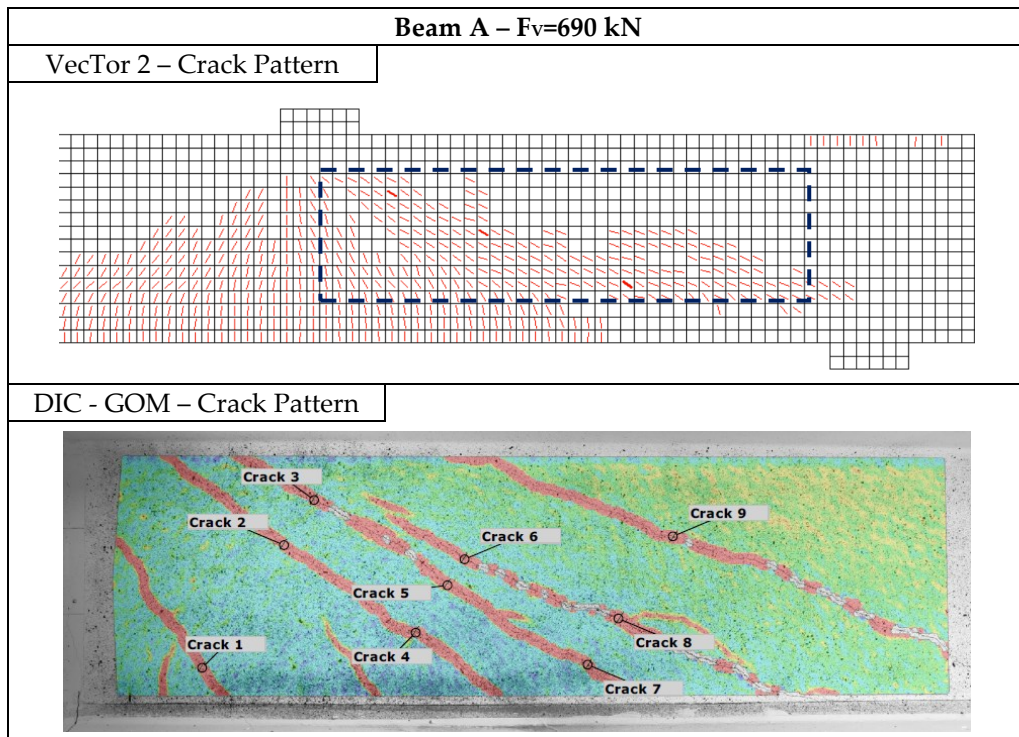 Beam A – Fv=690 kN
VecTor 2 – Crack Pattern
DIC - GOM – Crack Pattern
Crack 3
Crack 2
Crack 9
Crack 6
Crack 5
Crack 1
Crack 4
Crack 8
Crack 7